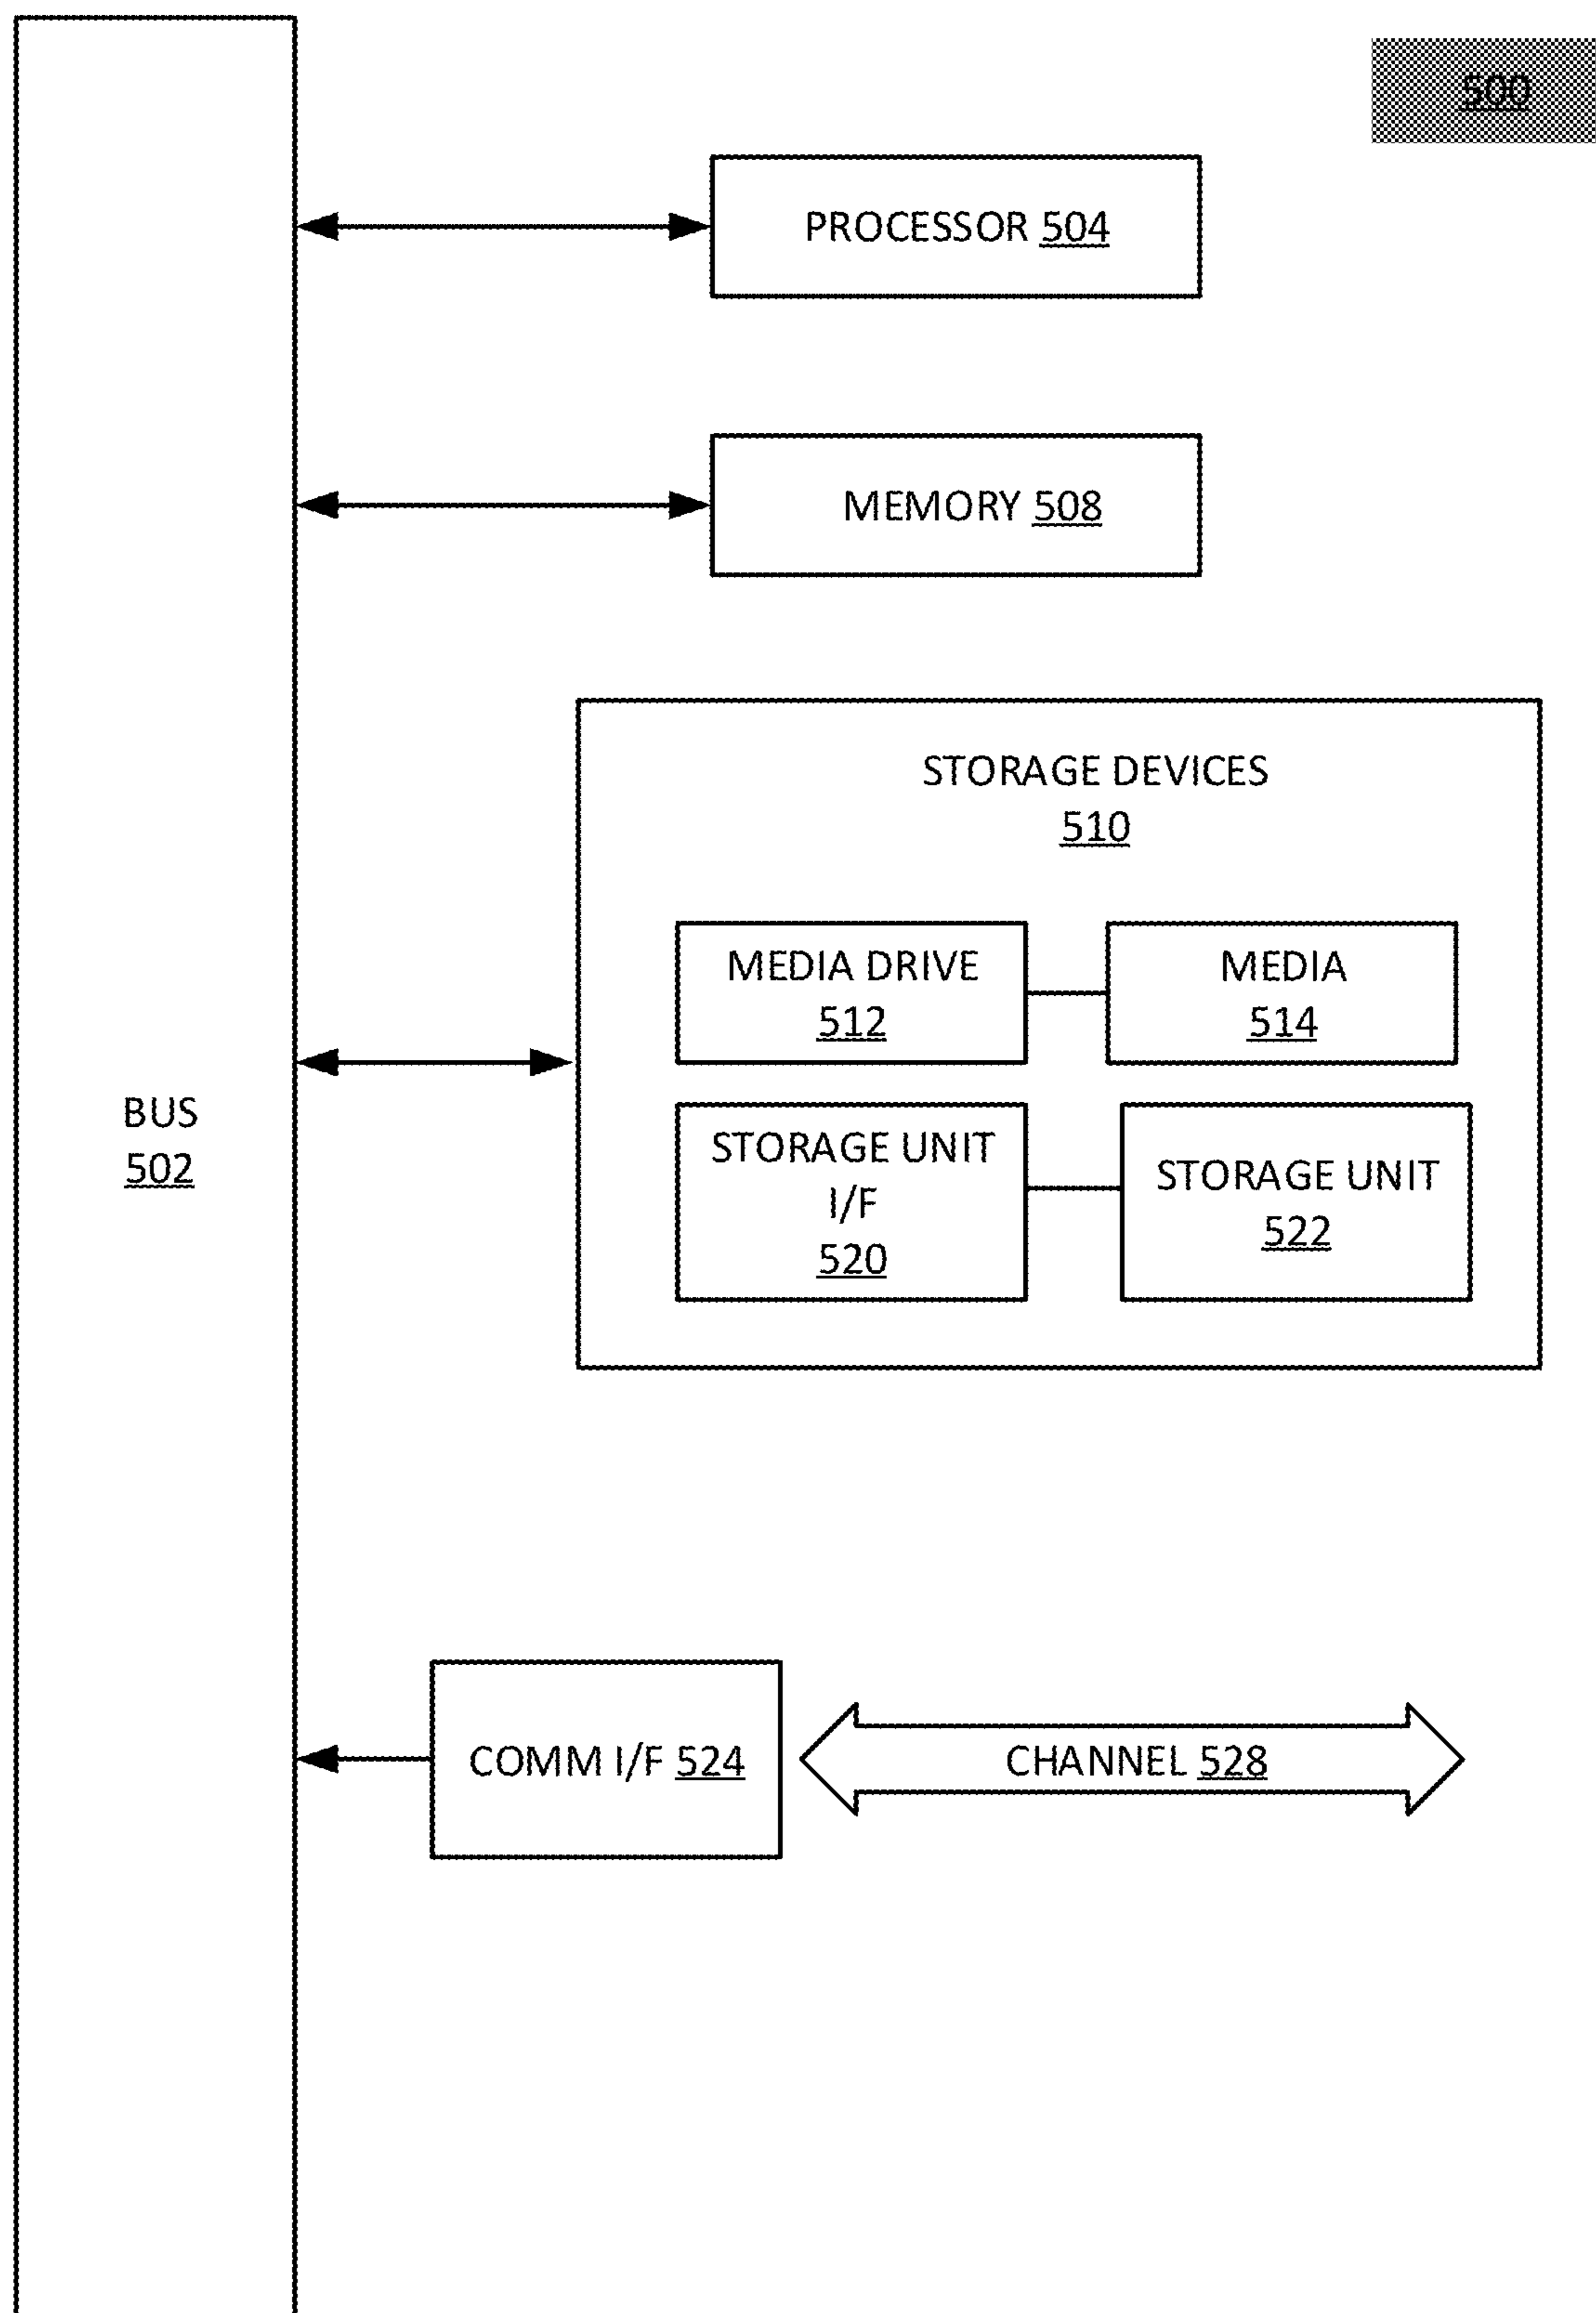 500
PROCESSOR 504
MEMORY 508
STORAGE DEVICES
510
MEDIA DRIVE
512
MEDIA
514
BUS
502
STORAGE UNIT
I/F
520
STORAGE UNIT
522
COMM I/F 524
CHANNEL 528